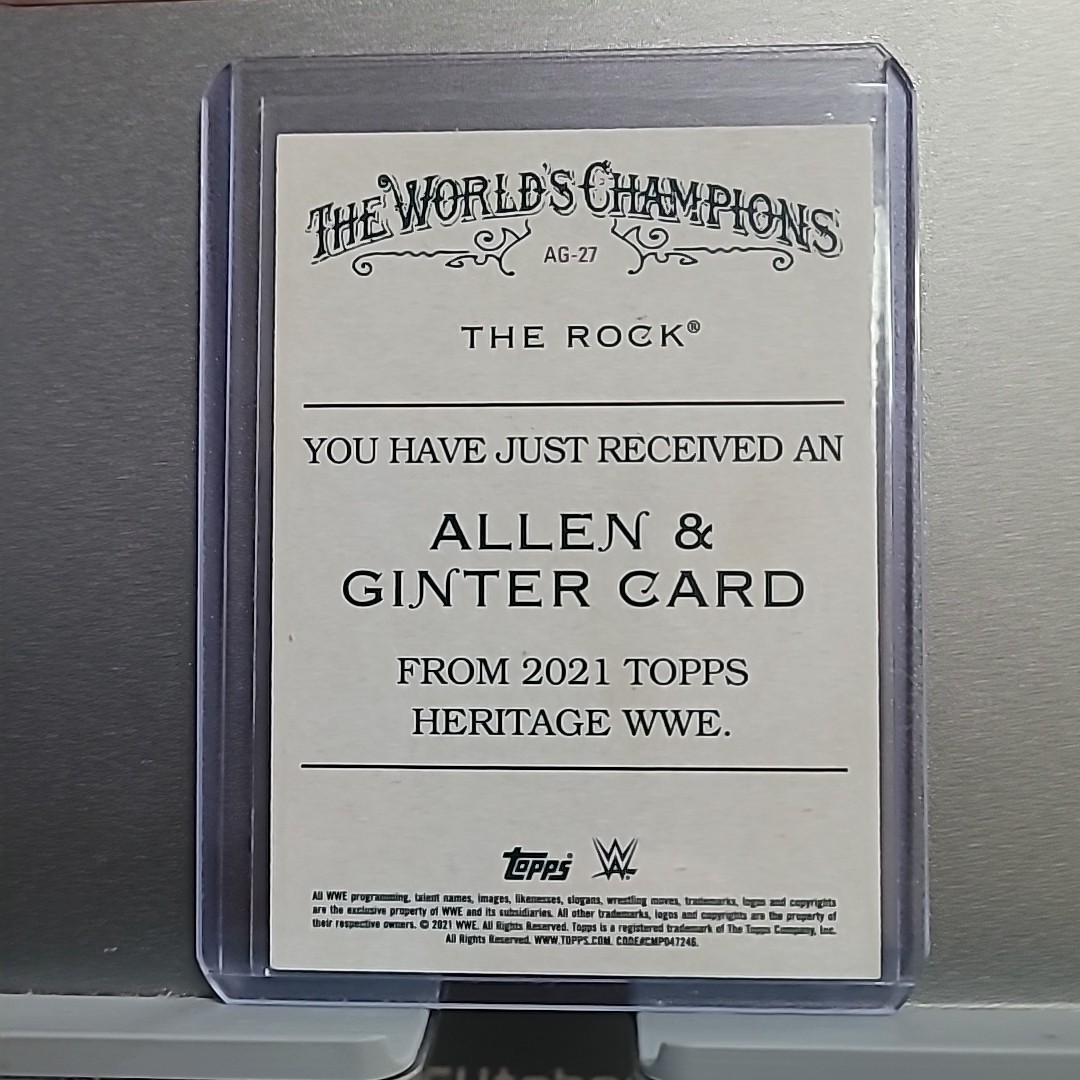 THE WORLD'S CHAMPIONS
AG-27
THE ROCK®
YOU HAVE JUST RECEIVED AN
ALLEN &
GINTER CARD
FROM 2021 TOPPS
HERITAGE WWE.
topps W
All WWE programming, talent names, images, likenesses, slogans, wrestling moves, trademarks, logos and copyrights
are the exclusive property of WWE and its subsidiaries. All other trademarks, logos and copyrights are the property of
their respective owners. © 2021 WWE. All Rights Reserved. Topps is a registered trademark of The Topps Company, Inc.
All Rights Reserved. WWW.TOPPS.COM. CODE#CMP047246.